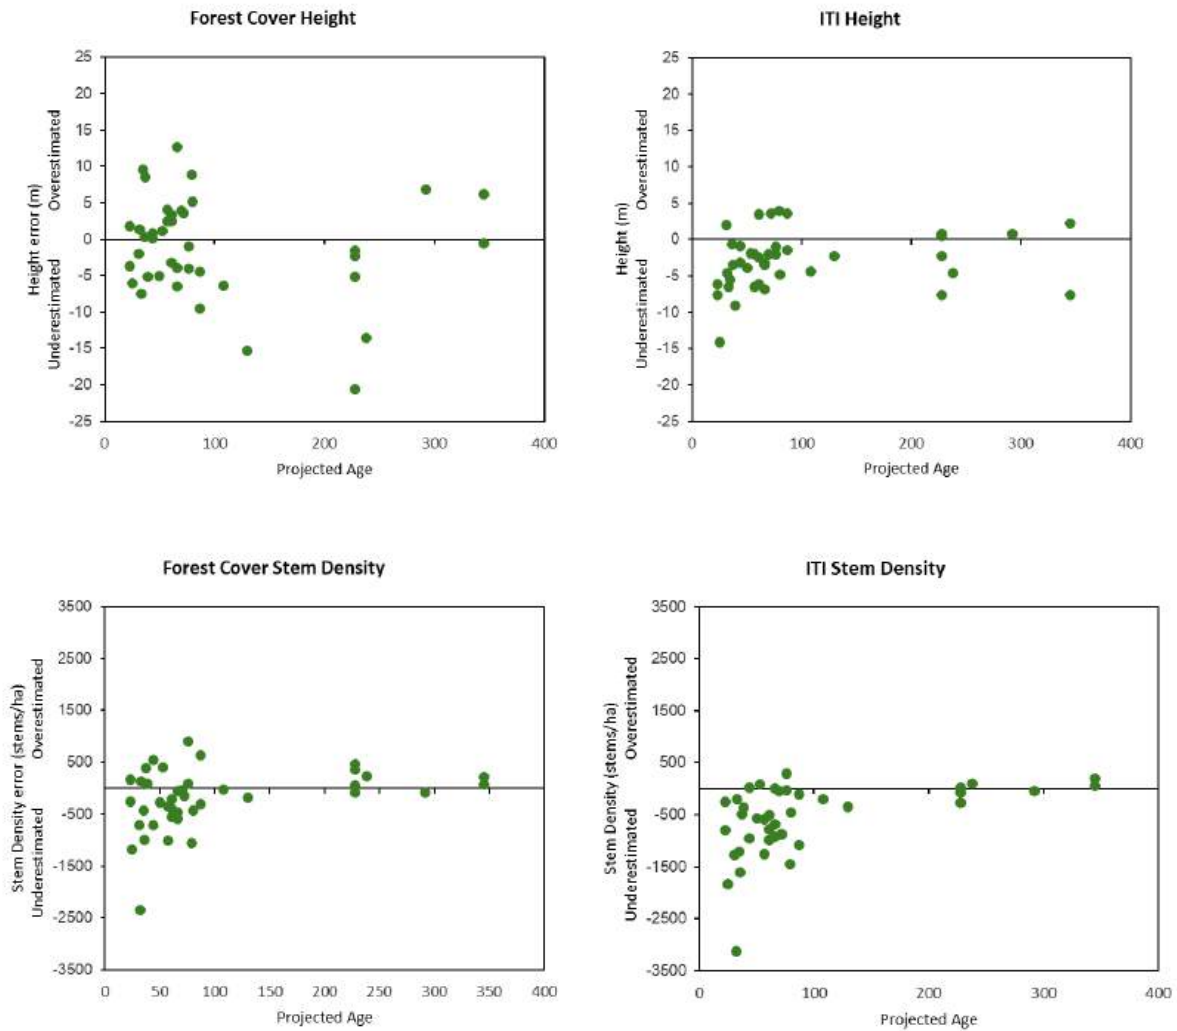 Forest Cover Height
25
20
15
10
5
0
-5
-10
-15
-20
-25
Height error (m)
Underestimated Overestimated
0 100 200 300 400
Projected Age
ITI Height
25
20
15
10
5
0
-5
-10
-15
-20
-25
Height (m)
Underestimated Overestimated
0 100 200 300 400
Projected Age
Forest Cover Stem Density
3500
2500
1500
500
-500
-1500
-2500
-3500
Stem Density error (stems/ha)
Underestimated Overestimated
0 50 100 150 200 250 300 350 400
Projected Age
ITI Stem Density
3500
2500
1500
500
-500
-1500
-2500
-3500
Stem Density (stems/ha)
Underestimated Overestimated
0 100 200 300 400
Projected Age